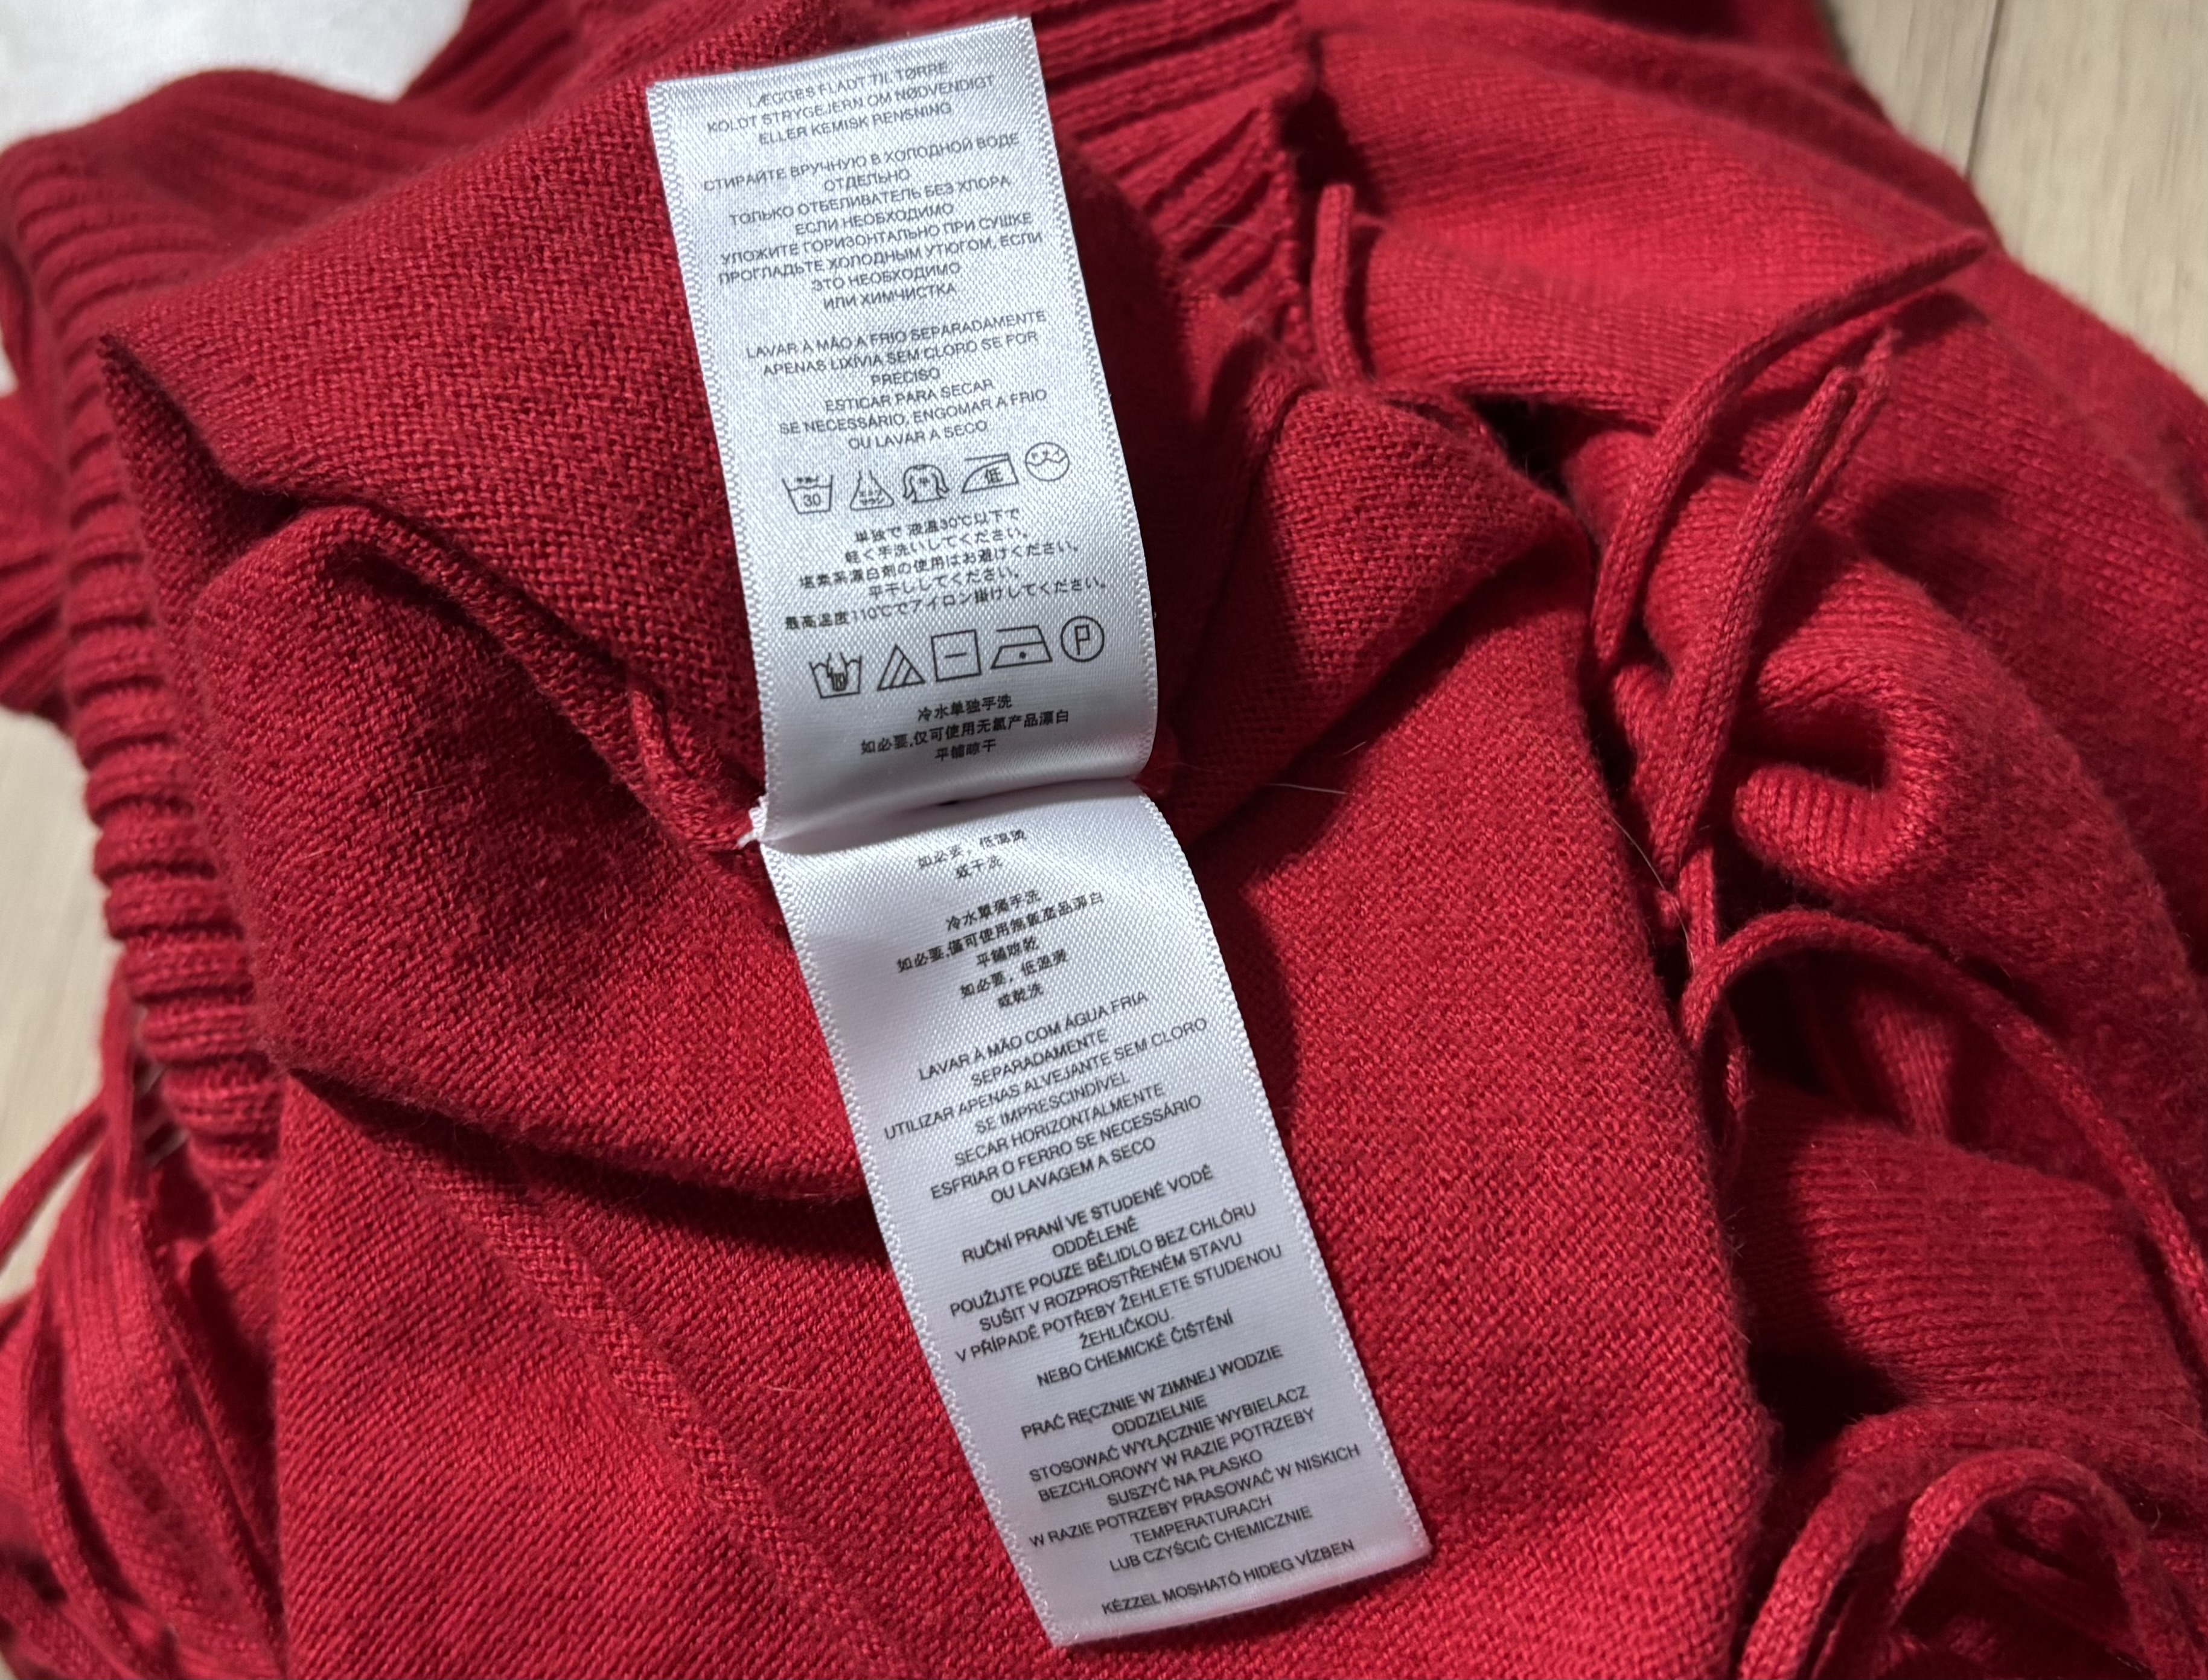 LÆGGES FLADT TIL TØRRE
KOLDT STRYGEJERN OM NØDVENDIGT
ELLER KEMISK RENSNING
СТИРАЙТЕ ВРУЧНУЮ В ХОЛОДНОЙ ВОДЕ
ОТДЕЛЬНО
ТОЛЬКО ОТБЕЛИВАТЕЛЬ БЕЗ ХЛОРА
ЕСЛИ НЕОБХОДИМО
УЛОЖИТЕ ГОРИЗОНТАЛЬНО ПРИ СУШКЕ
ПРОГЛАДЬТЕ ХОЛОДНЫМ УТЮГОМ, ЕСЛИ
ЭТО НЕОБХОДИМО
ИЛИ ХИМЧИСТКА
LAVAR À MÃO A FRIO SEPARADAMENTE
APENAS LIXÍVIA SEM CLORO SE FOR
PRECISO
ESTICAR PARA SECAR
SE NECESSÁRIO, ENGOMAR A FRIO
OU LAVAR A SECO
30 低
単独で 液温30℃以下で
軽く手洗いしてください。
塩素系漂白剤の使用はお避けください。
平干ししてください。
最高温度110℃でアイロン掛けしてください。
P
冷水单独手洗
如必要,仅可使用无氯产品漂白
平铺晾干
如必要，低温烫
或干洗
冷水單獨手洗
如必要,僅可使用無氯產品漂白
平鋪晾乾
如必要，低溫燙
或乾洗
LAVAR À MÃO COM ÁGUA FRIA
SEPARADAMENTE
UTILIZAR APENAS ALVEJANTE SEM CLORO
SE IMPRESCINDÍVEL
SECAR HORIZONTALMENTE
ESFRIAR O FERRO SE NECESSÁRIO
OU LAVAGEM A SECO
RUČNÍ PRANÍ VE STUDENÉ VODĚ
ODDĚLENĚ
POUŽIJTE POUZE BĚLIDLO BEZ CHLÓRU
SUŠIT V ROZPROSTŘENÉM STAVU
V PŘÍPADĚ POTŘEBY ŽEHLETE STUDENOU
ŽEHLIČKOU.
NEBO CHEMICKÉ ČIŠTĚNÍ
PRAĆ RĘCZNIE W ZIMNEJ WODZIE
ODDZIELNIE
STOSOWAĆ WYŁĄCZNIE WYBIELACZ
BEZCHLOROWY W RAZIE POTRZEBY
SUSZYĆ NA PŁASKO
W RAZIE POTRZEBY PRASOWAĆ W NISKICH
TEMPERATURACH
LUB CZYŚCIĆ CHEMICZNIE
KÉZZEL MOSHATÓ HIDEG VÍZBEN